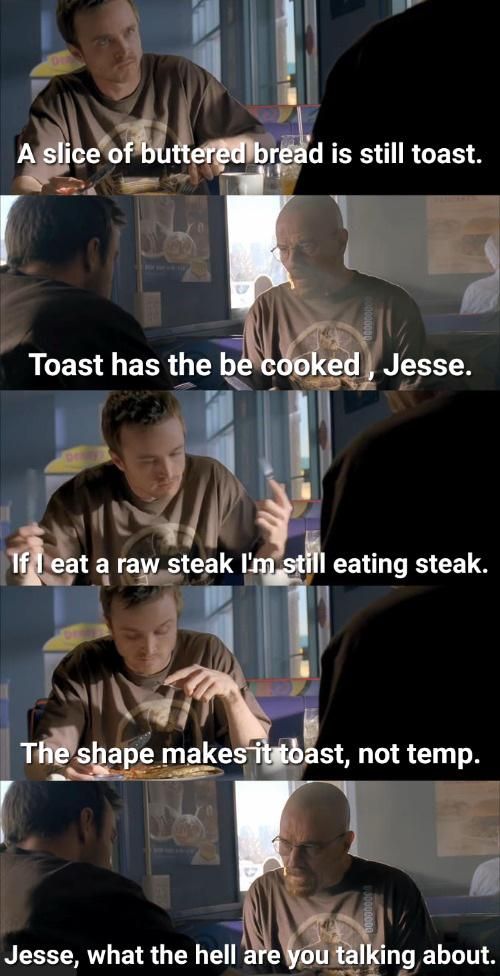 A slice of buttered bread is still toast.
Toast has the be cooked , Jesse.
If I eat a raw steak I'm still eating steak.
The shape makes it toast, not temp.
Jesse, what the hell are you talking about.